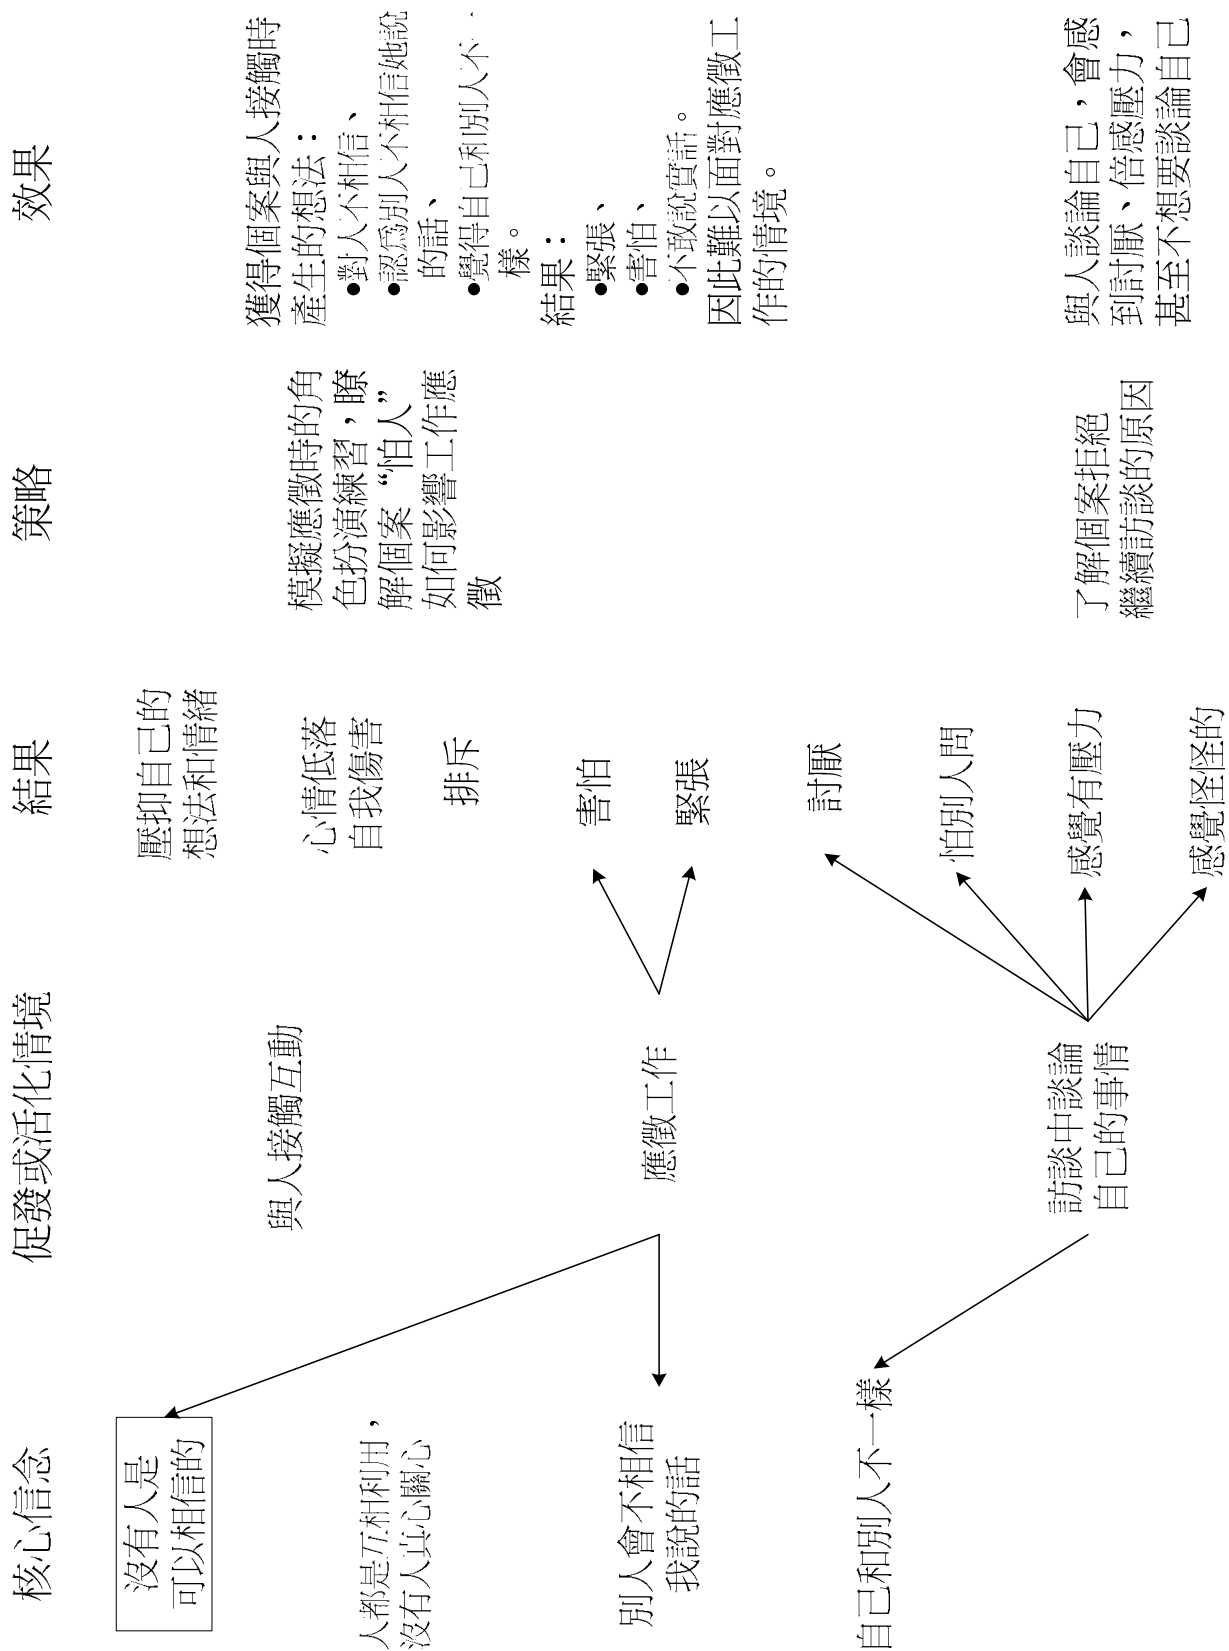 核心信念
促發或活化情境
結果
策略
效果
沒有人是
可以相信的
人都是互相利用，
沒有人真心關心
別人會不相信
我說的話
自己和別人不一樣
與人接觸互動
應徵工作
訪談中談論
自己的事情
壓抑自己的
想法和情緒
心情低落
自我傷害
排斥
害怕
緊張
討厭
怕別人問
感覺有壓力
感覺怪怪的
模擬應徵時的角
色扮演練習，瞭
解個案“怕人”
如何影響工作應
徵
了解個案拒絕
繼續訪談的原因
獲得個案與人接觸時
產生的想法：
●對人不相信、
●認為別人不相信她說
的話、
●覺得自己和別人不一
樣。
結果：
●緊張、
●害怕、
●不敢說實話。
因此難以面對應徵工
作的情境。
與人談論自己，會感
到討厭、倍感壓力，
甚至不想要談論自己